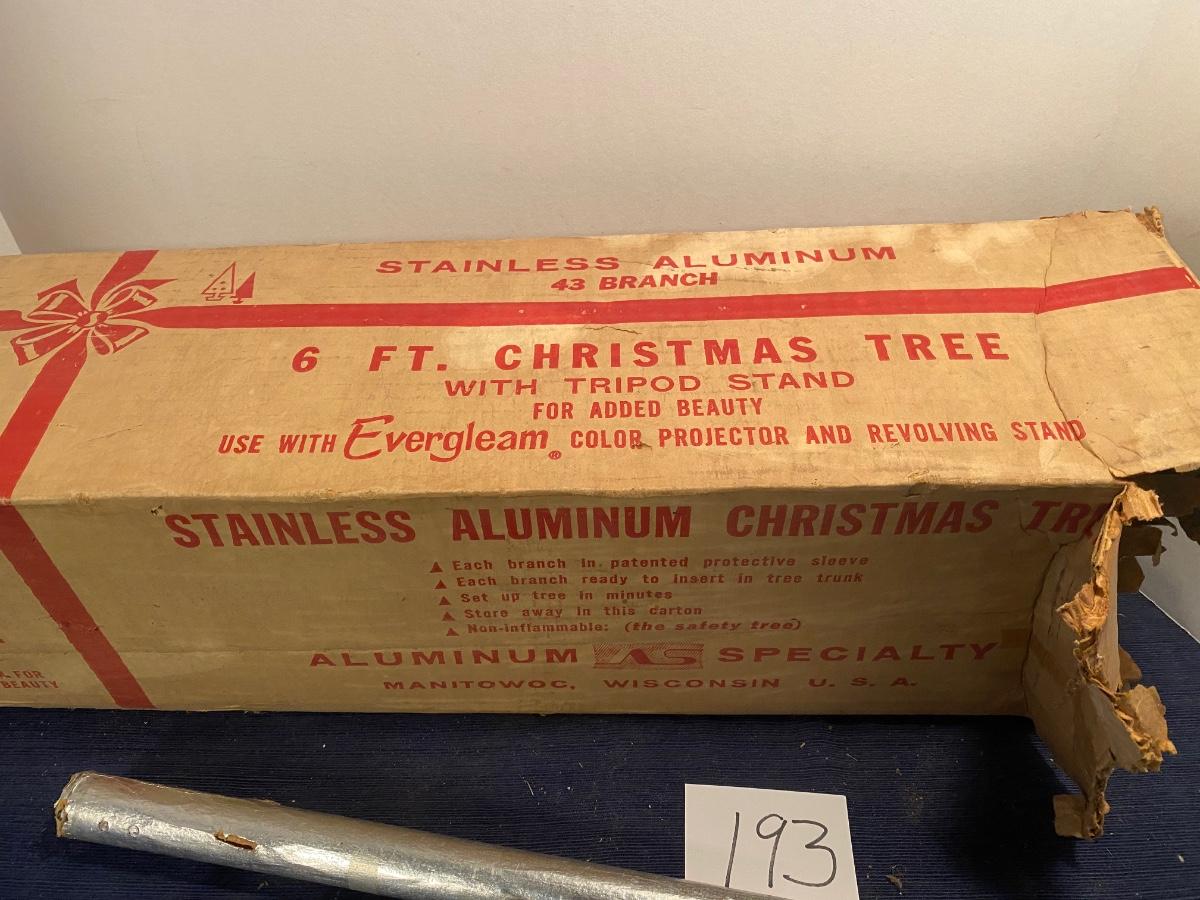 STAINLESS ALUMINUM
43 BRANCH
6 FT. CHRISTMAS TREE
WITH TRIPOD STAND
FOR ADDED BEAUTY
USE WITH Evergleam® COLOR PROJECTOR AND REVOLVING STAND
STAINLESS ALUMINUM CHRISTMAS
▲ Each branch in patented protective sleeve
▲ Each branch ready to insert in tree trunk
▲ Set up tree in minutes
▲ Store away in this carton
▲ Non-inflammable: (the safety tree)
ALUMINUM AS SPECIALTY
MANITOWOC, WISCONSIN U. S. A.
FOR
BEAUTY
193